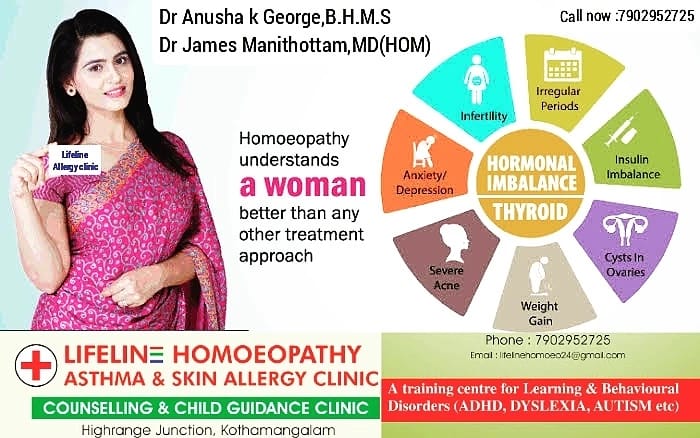 Dr Anusha k George,B.H.M.S
Dr James Manithottam,MD(HOM)
Call now :7902952725
Lifeline
Allergy clinic
Homoeopathy
understands
a woman
better than any
other treatment
approach
Infertility
Irregular
Periods
Anxiety/
Depression
HORMONAL
IMBALANCE
THYROID
Insulin
Imbalance
Severe
Acne
Cysts In
Ovaries
Weight
Gain
Phone : 7902952725
Email : lifelinehomoeo24@gmail.com
LIFELINE HOMOEOPATHY
ASTHMA & SKIN ALLERGY CLINIC
COUNSELLING & CHILD GUIDANCE CLINIC
Highrange Junction, Kothamangalam
A training centre for Learning & Behavioural
Disorders (ADHD, DYSLEXIA, AUTISM etc)